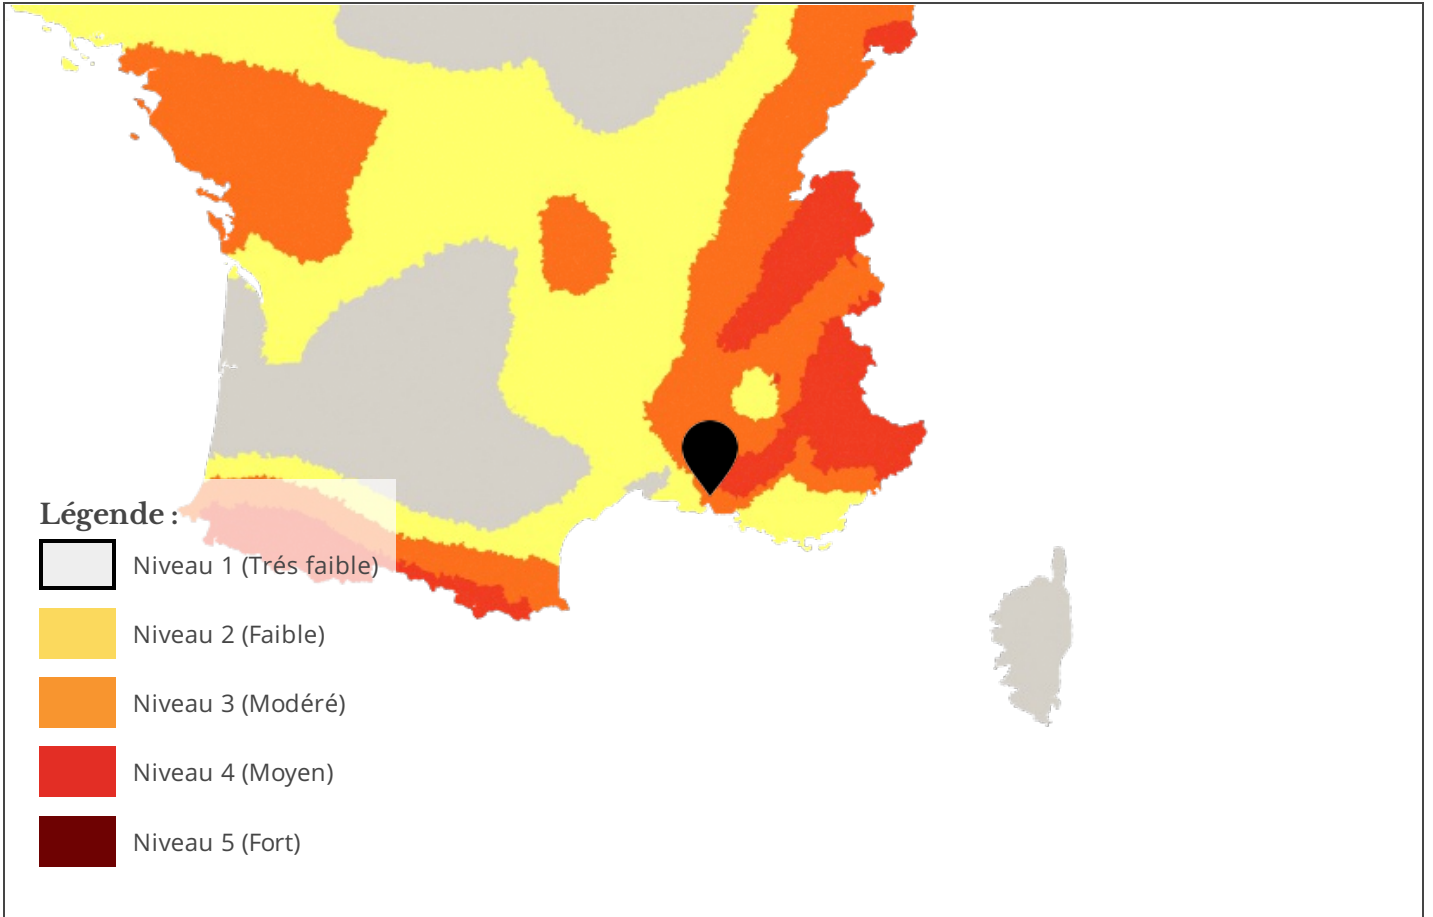 Légende :
Niveau 1 (Trés faible)
Niveau 2 (Faible)
Niveau 3 (Modéré)
Niveau 4 (Moyen)
Niveau 5 (Fort)